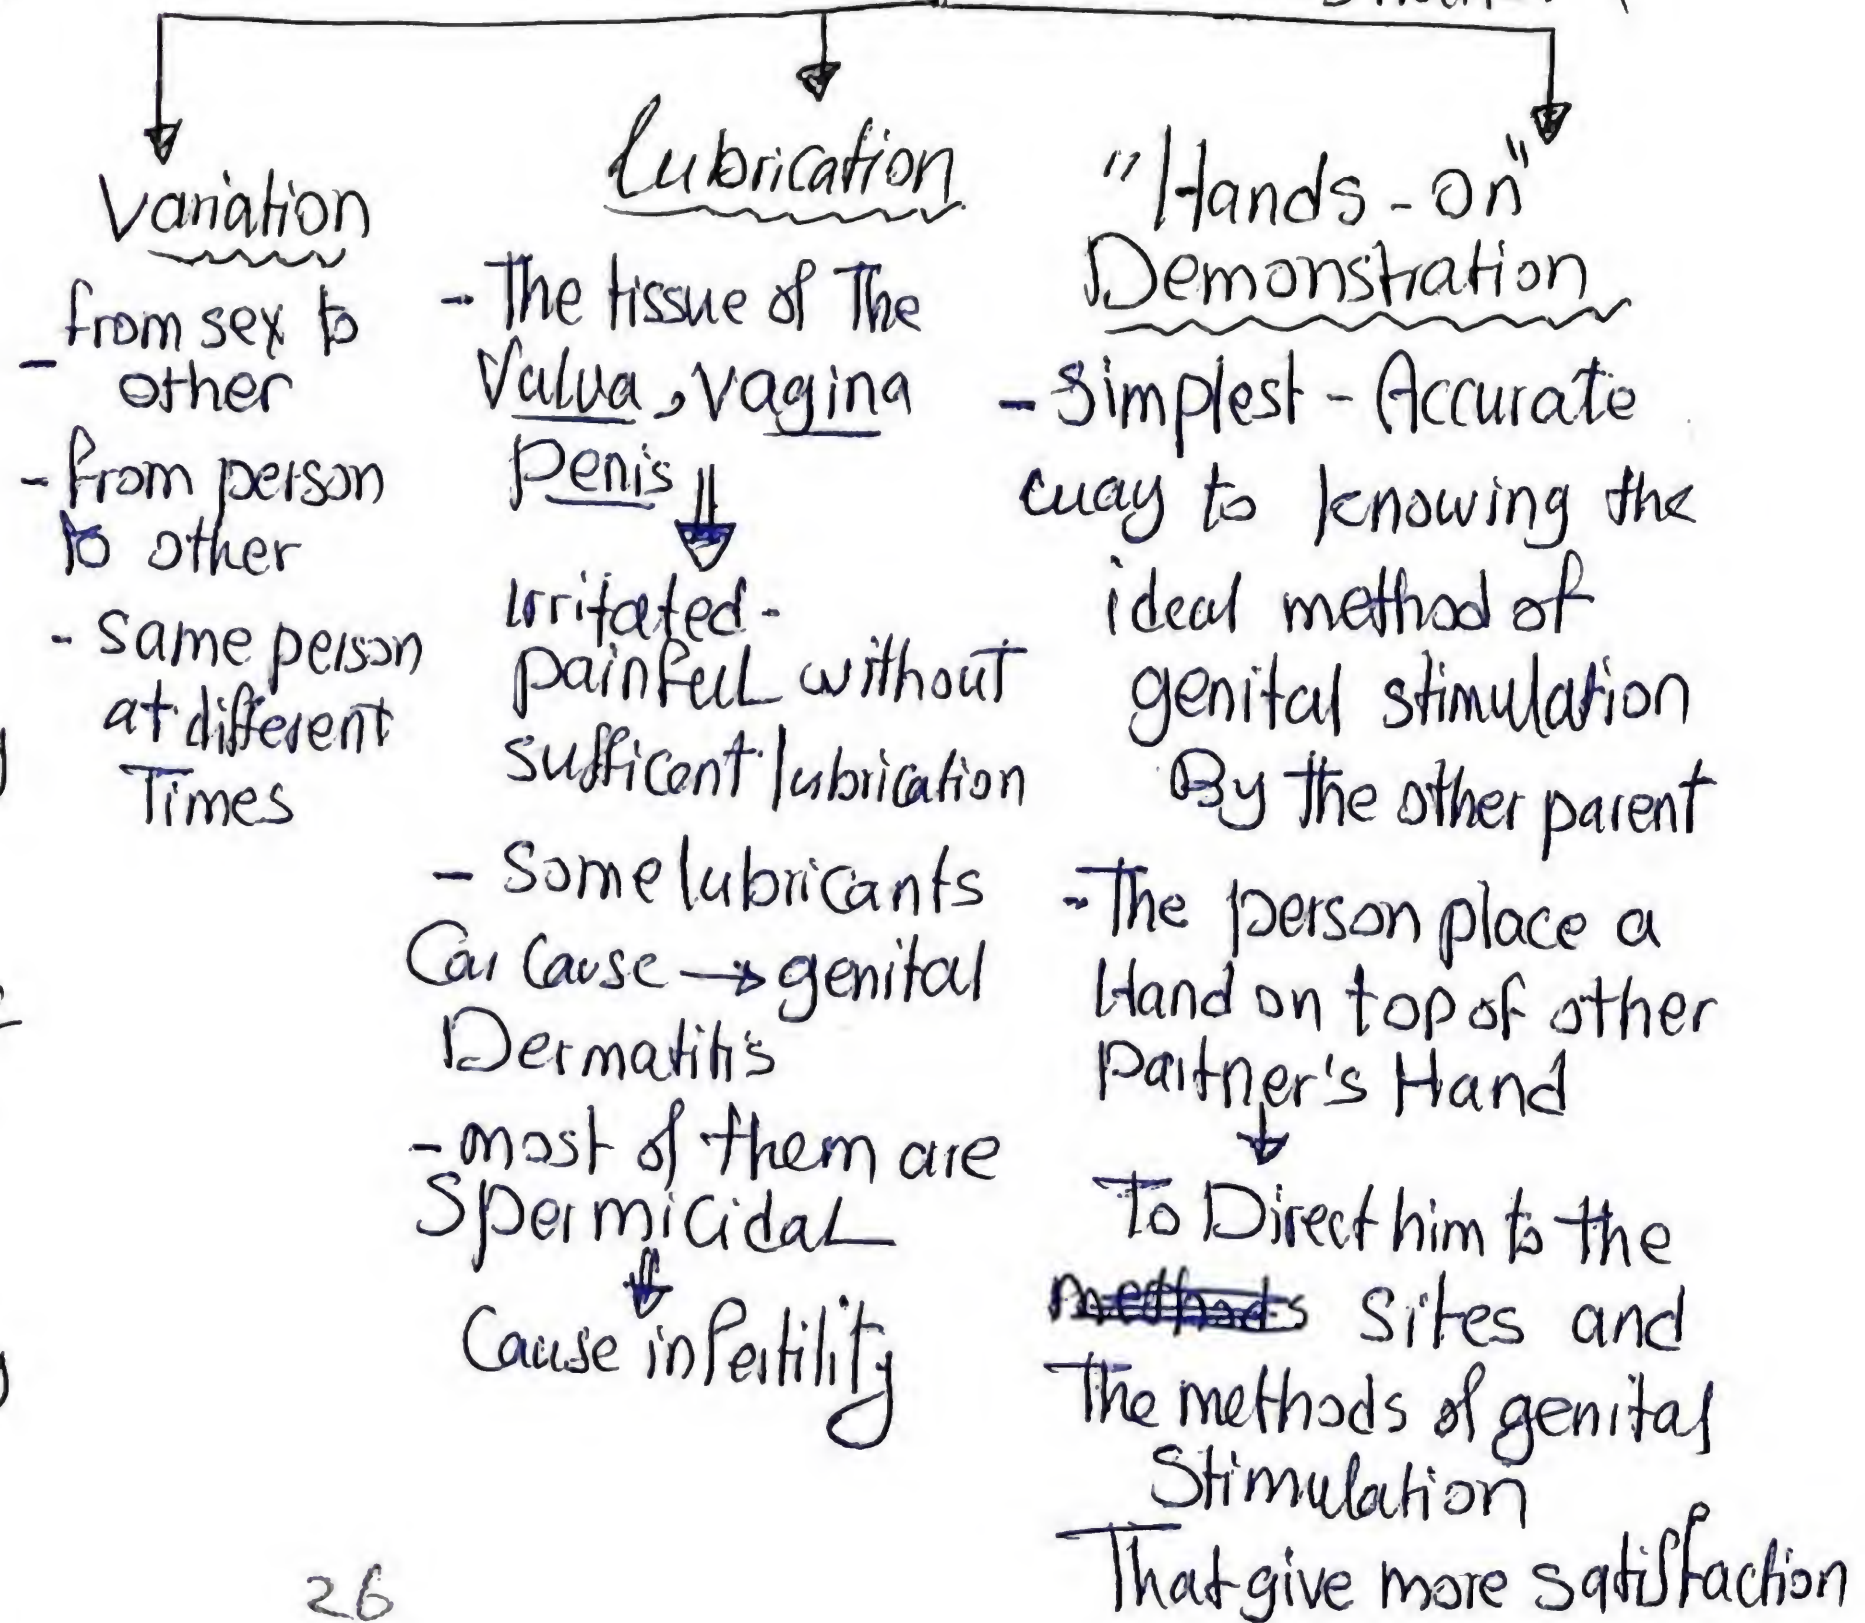 Variation
from sex to
- other
- from person
to other
- same person
at different
Times
Lubrication
- The tissue of The
Valva, vagina
penis
irritated -
painful without
sufficent lubrication
- Some lubricants
Can Cause → genital
Dermatitis
- most of them are
Spermicidal
Cause infertility
"Hands - on"
Demonstration
- Simplest - Accurate
way to knowing the
ideal method of
genital stimulation
By the other parent
- The person place a
Hand on top of other
partner's Hand
To Direct him to the
methods Sites and
The methods of genital
Stimulation
That give more satisfaction
26